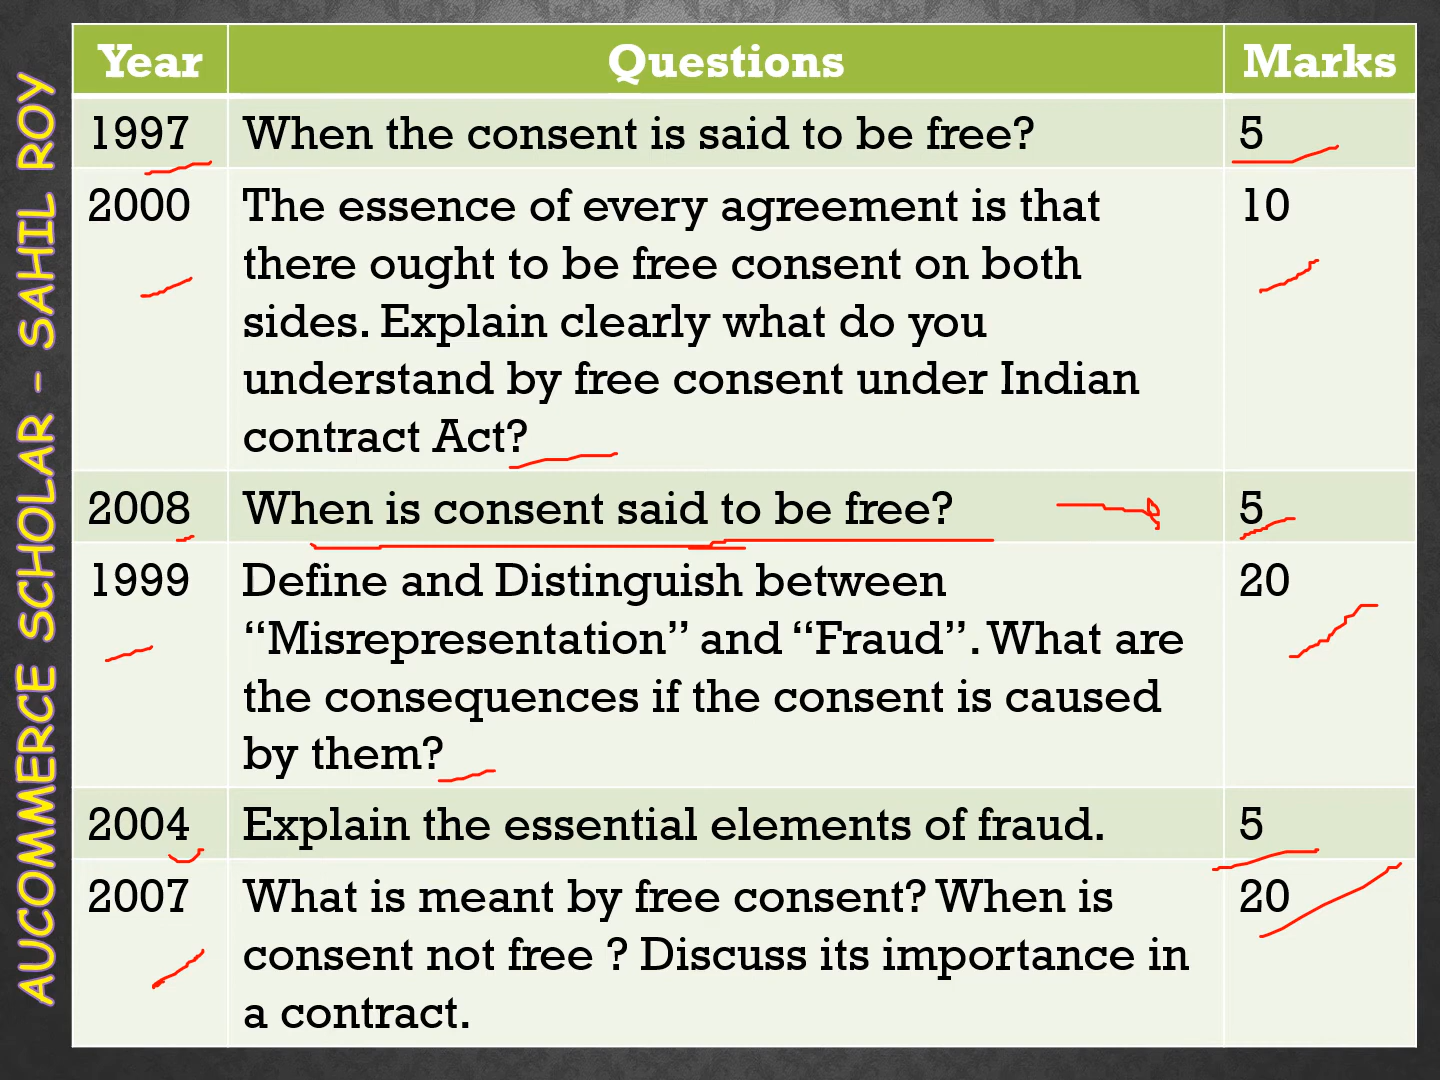 AUCOMMERCE SCHOLAR - SAHIL ROY
Year Questions Marks
1997 When the consent is said to be free? 5
2000 The essence of every agreement is that 10
there ought to be free consent on both
sides. Explain clearly what do you
understand by free consent under Indian
contract Act?
2008 When is consent said to be free? 5
1999 Define and Distinguish between 20
“Misrepresentation” and “Fraud”. What are
the consequences if the consent is caused
by them?
2004 Explain the essential elements of fraud. 5
2007 What is meant by free consent? When is 20
consent not free ? Discuss its importance in
a contract.